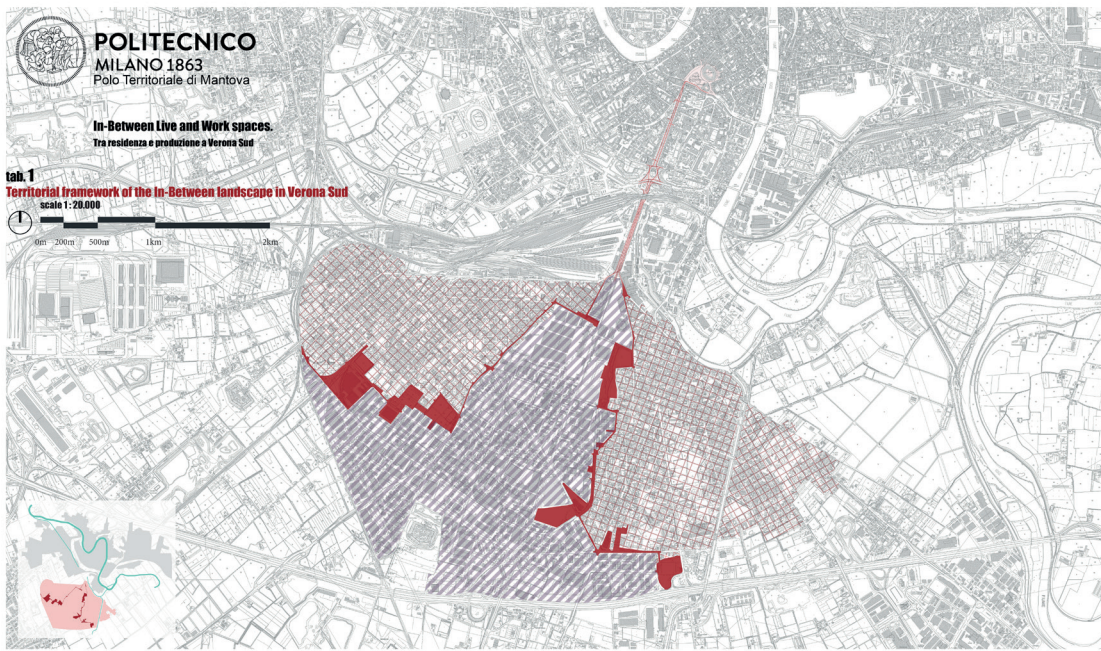 POLITECNICO
MILANO 1863
Polo Territoriale di Mantova
In-Between Live and Work spaces.
Tra residenza e produzione a Verona Sud
tab. 1
Territorial framework of the In-Between landscape in Verona Sud
scale 1 : 20.000
0m 200m 500m 1km 2km